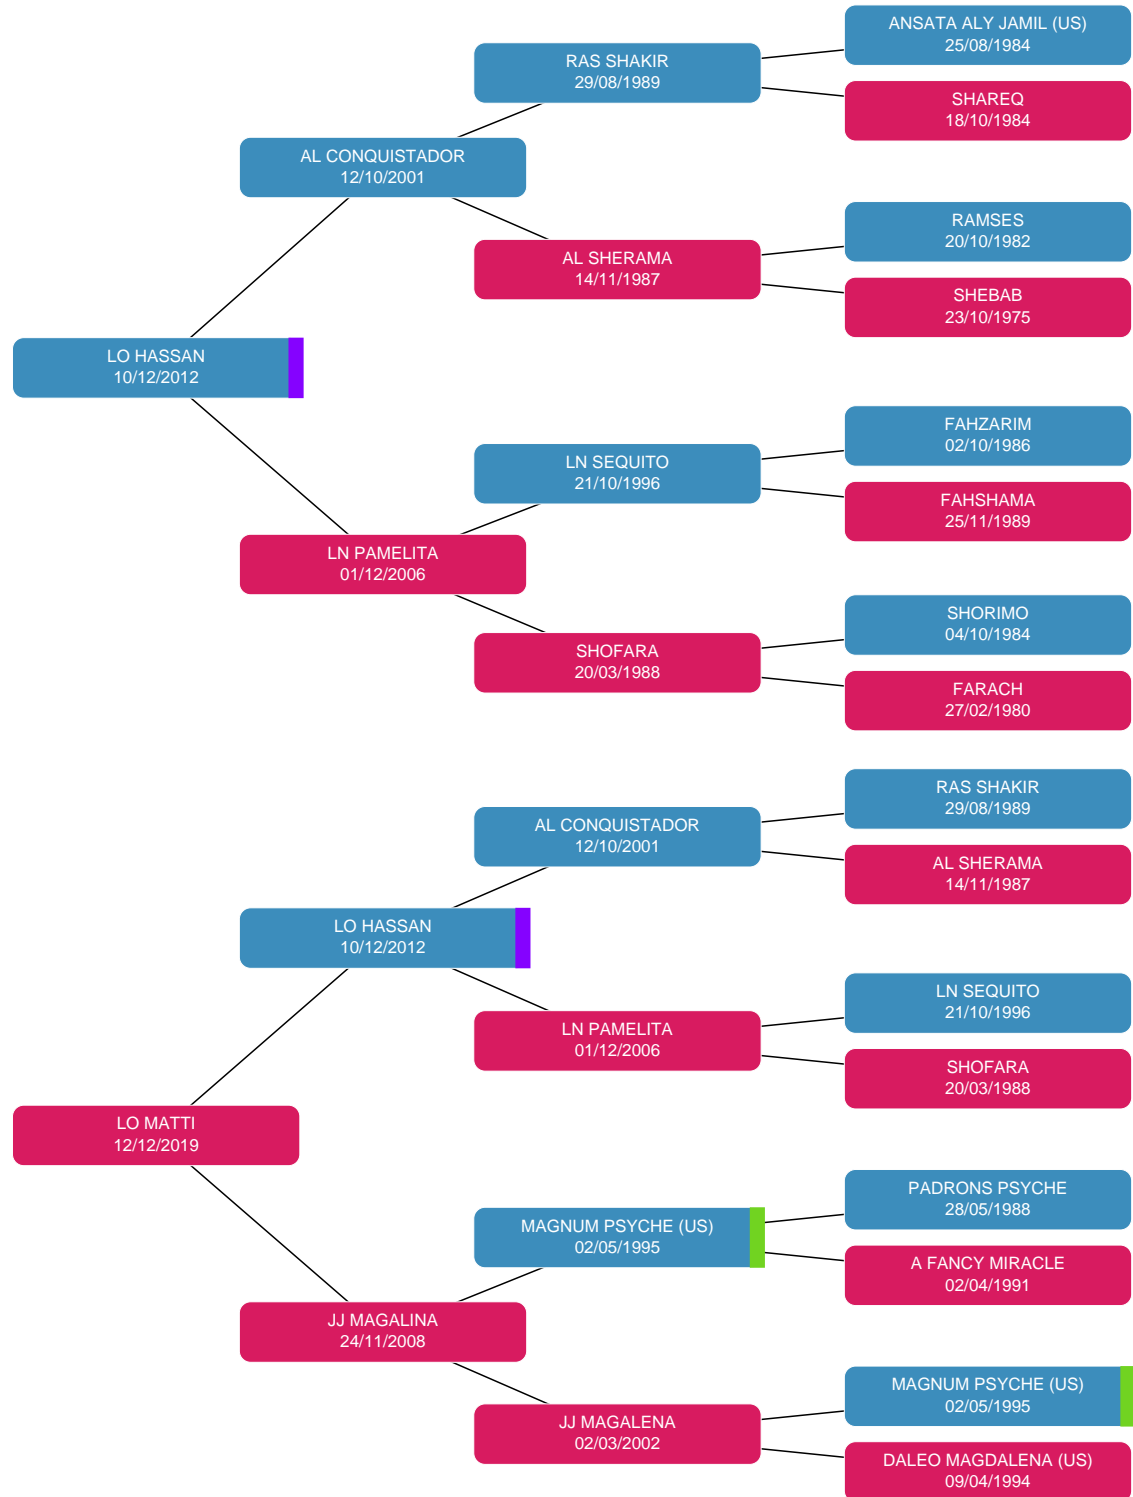 ANSATA ALY JAMIL (US)
25/08/1984
RAS SHAKIR
29/08/1989
SHAREQ
18/10/1984
AL CONQUISTADOR
12/10/2001
RAMSES
20/10/1982
AL SHERAMA
14/11/1987
SHEBAB
23/10/1975
LO HASSAN
10/12/2012
FAHZARIM
02/10/1986
LN SEQUITO
21/10/1996
FAHSHAMA
25/11/1989
LN PAMELITA
01/12/2006
SHORIMO
04/10/1984
SHOFARA
20/03/1988
FARACH
27/02/1980
RAS SHAKIR
29/08/1989
AL CONQUISTADOR
12/10/2001
AL SHERAMA
14/11/1987
LO HASSAN
10/12/2012
LN SEQUITO
21/10/1996
LN PAMELITA
01/12/2006
SHOFARA
20/03/1988
LO MATTI
12/12/2019
PADRONS PSYCHE
28/05/1988
MAGNUM PSYCHE (US)
02/05/1995
A FANCY MIRACLE
02/04/1991
JJ MAGALINA
24/11/2008
MAGNUM PSYCHE (US)
02/05/1995
JJ MAGALENA
02/03/2002
DALEO MAGDALENA (US)
09/04/1994